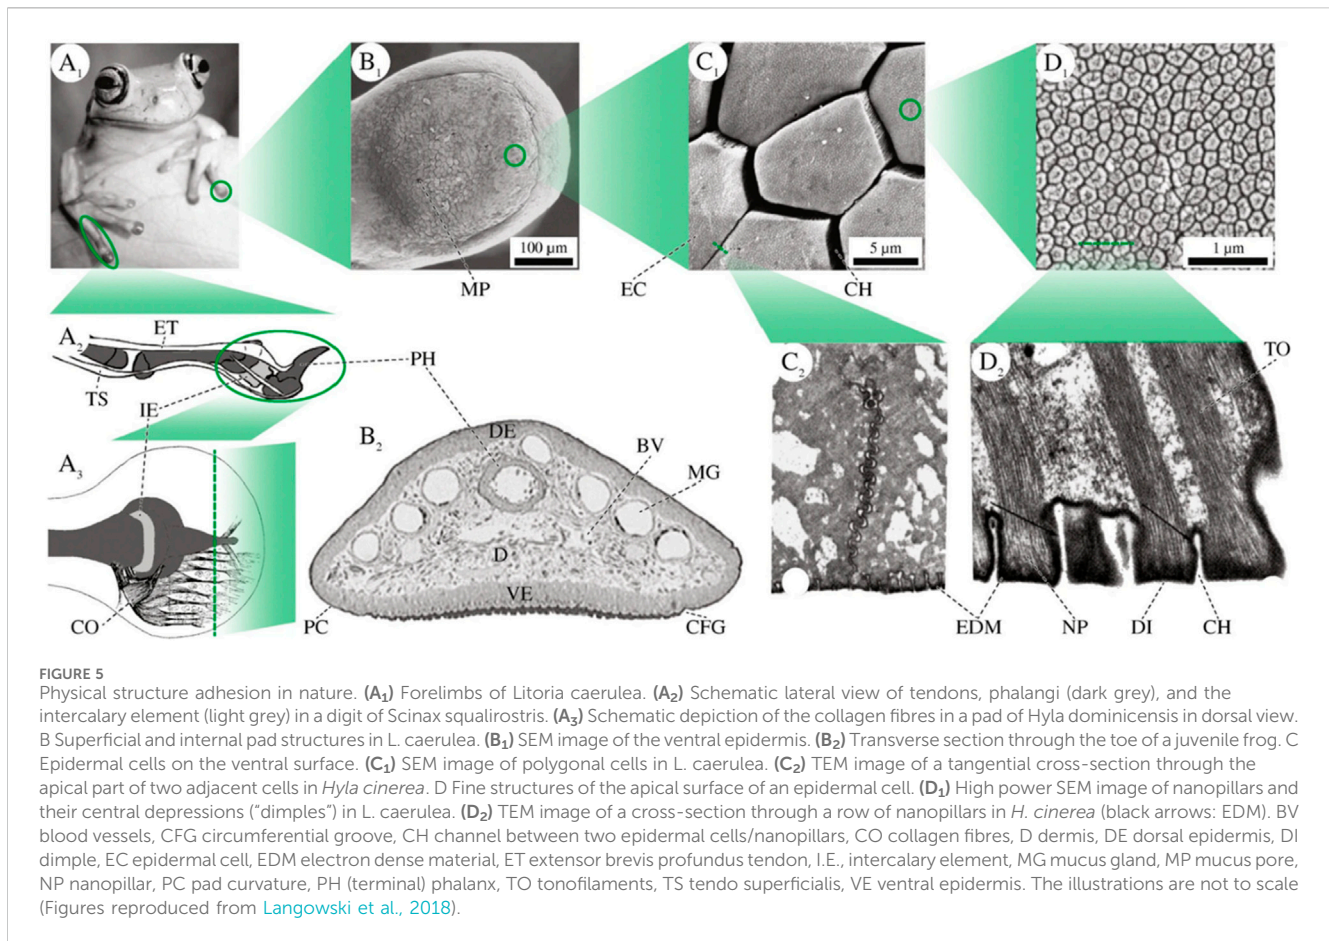 A1
B1
C1
D1
100 µm
5 µm
1 µm
MP
EC
CH
A2
ET
PH
TS
IE
C2
D2
TO
A3
B2
DE
BV
MG
D
VE
CO
PC
CFG
EDM
NP
DI
CH
FIGURE 5
Physical structure adhesion in nature. (A1) Forelimbs of Litoria caerulea. (A2) Schematic lateral view of tendons, phalangi (dark grey), and the
intercalary element (light grey) in a digit of Scinax squalirostris. (A3) Schematic depiction of the collagen fibres in a pad of Hyla dominicensis in dorsal view.
B Superficial and internal pad structures in L. caerulea. (B1) SEM image of the ventral epidermis. (B2) Transverse section through the toe of a juvenile frog. C
Epidermal cells on the ventral surface. (C1) SEM image of polygonal cells in L. caerulea. (C2) TEM image of a tangential cross-section through the
apical part of two adjacent cells in Hyla cinerea. D Fine structures of the apical surface of an epidermal cell. (D1) High power SEM image of nanopillars and
their central depressions (“dimples”) in L. caerulea. (D2) TEM image of a cross-section through a row of nanopillars in H. cinerea (black arrows: EDM). BV
blood vessels, CFG circumferential groove, CH channel between two epidermal cells/nanopillars, CO collagen fibres, D dermis, DE dorsal epidermis, DI
dimple, EC epidermal cell, EDM electron dense material, ET extensor brevis profundus tendon, I.E., intercalary element, MG mucus gland, MP mucus pore,
NP nanopillar, PC pad curvature, PH (terminal) phalanx, TO tonofilaments, TS tendo superficialis, VE ventral epidermis. The illustrations are not to scale
(Figures reproduced from Langowski et al., 2018).